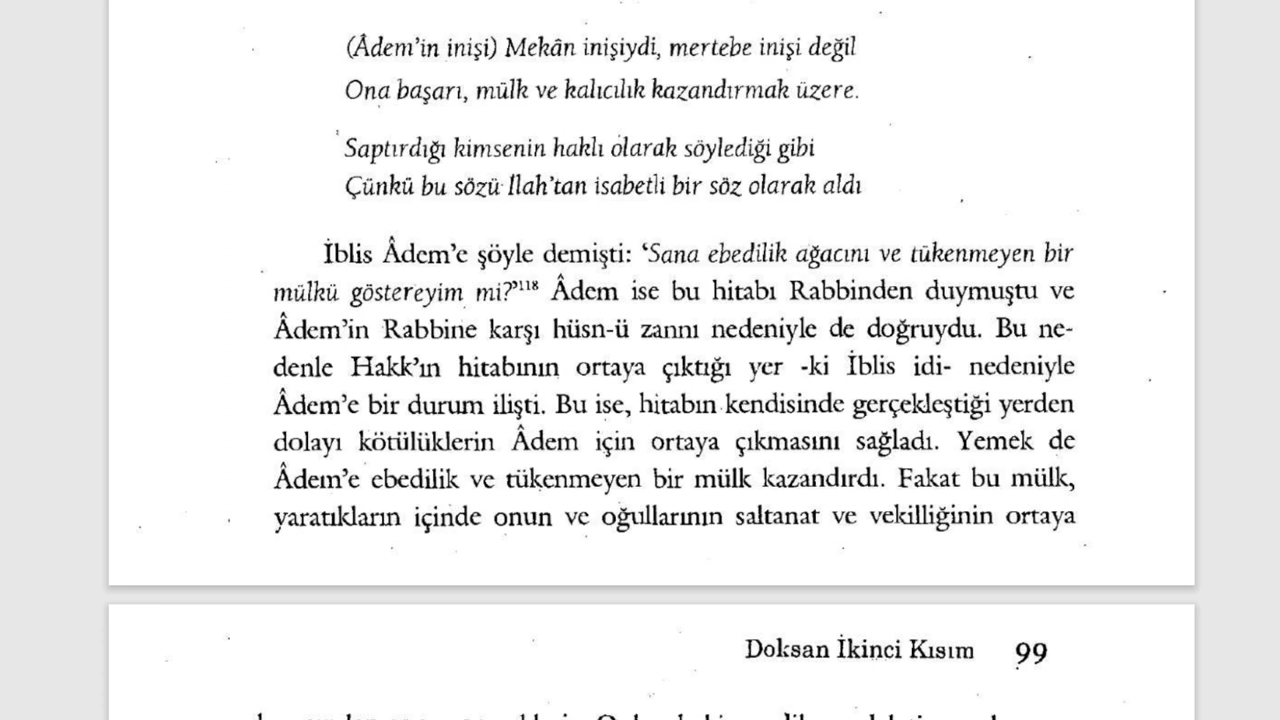 (Âdem'in inişi) Mekân inişiydi, mertebe inişi değil
Ona başarı, mülk ve kalıcılık kazandırmak üzere.
Saptırdığı kimsenin haklı olarak söylediği gibi
Çünkü bu sözü İlah'tan isabetli bir söz olarak aldı
İblis Âdem'e şöyle demişti: 'Sana ebedilik ağacını ve tükenmeyen bir
mülkü göstereyim mi?'¹¹⁸ Âdem ise bu hitabı Rabbinden duymuştu ve
Âdem'in Rabbine karşı hüsn-ü zannı nedeniyle de doğruydu. Bu ne-
denle Hakk'ın hitabının ortaya çıktığı yer -ki İblis idi- nedeniyle
Âdem'e bir durum ilişti. Bu ise, hitabın kendisinde gerçekleştiği yerden
dolayı kötülüklerin Âdem için ortaya çıkmasını sağladı. Yemek de
Âdem'e ebedilik ve tükenmeyen bir mülk kazandırdı. Fakat bu mülk,
yaratıkların içinde onun ve oğullarının saltanat ve vekilliğinin ortaya
Doksan İkinci Kısım 99